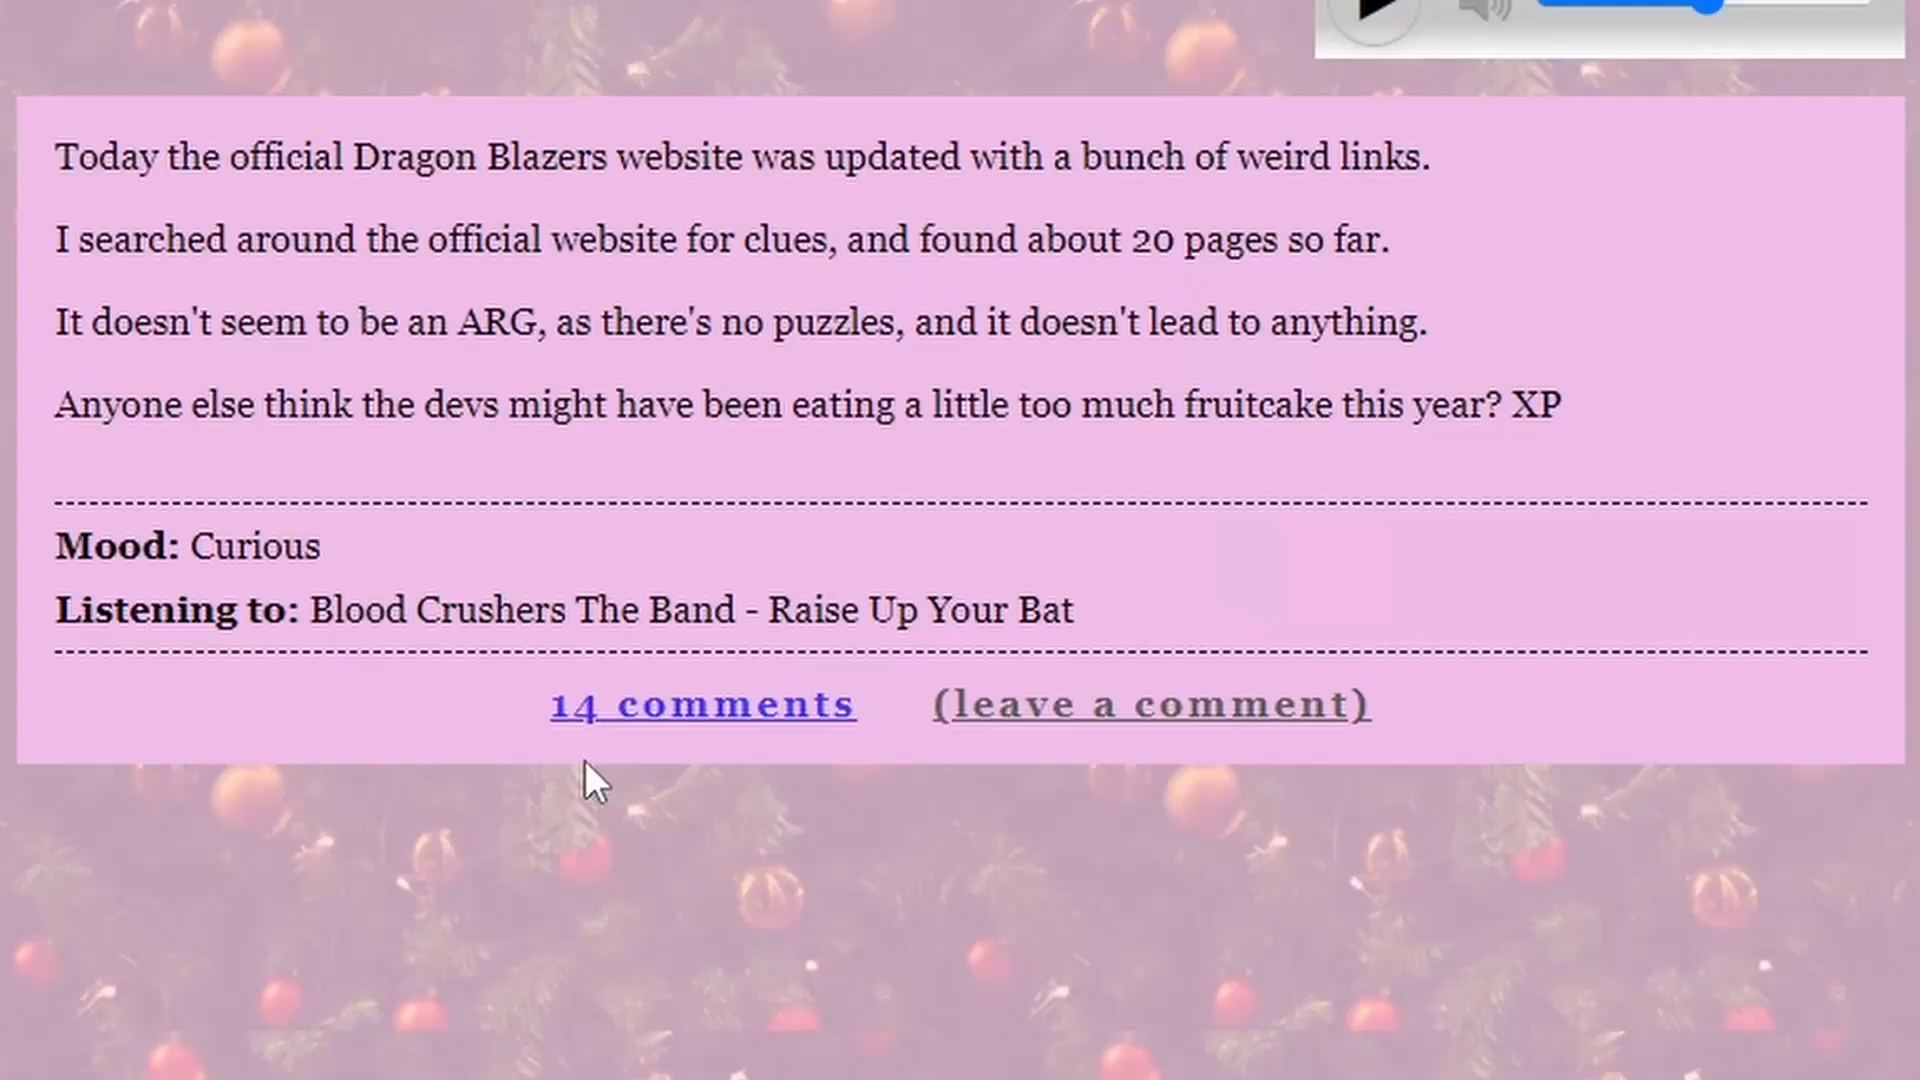 Today the official Dragon Blazers website was updated with a bunch of weird links.
I searched around the official website for clues, and found about 20 pages so far.
It doesn't seem to be an ARG, as there's no puzzles, and it doesn't lead to anything.
Anyone else think the devs might have been eating a little too much fruitcake this year? XP
Mood: Curious
Listening to: Blood Crushers The Band - Raise Up Your Bat
14 comments (leave a comment)